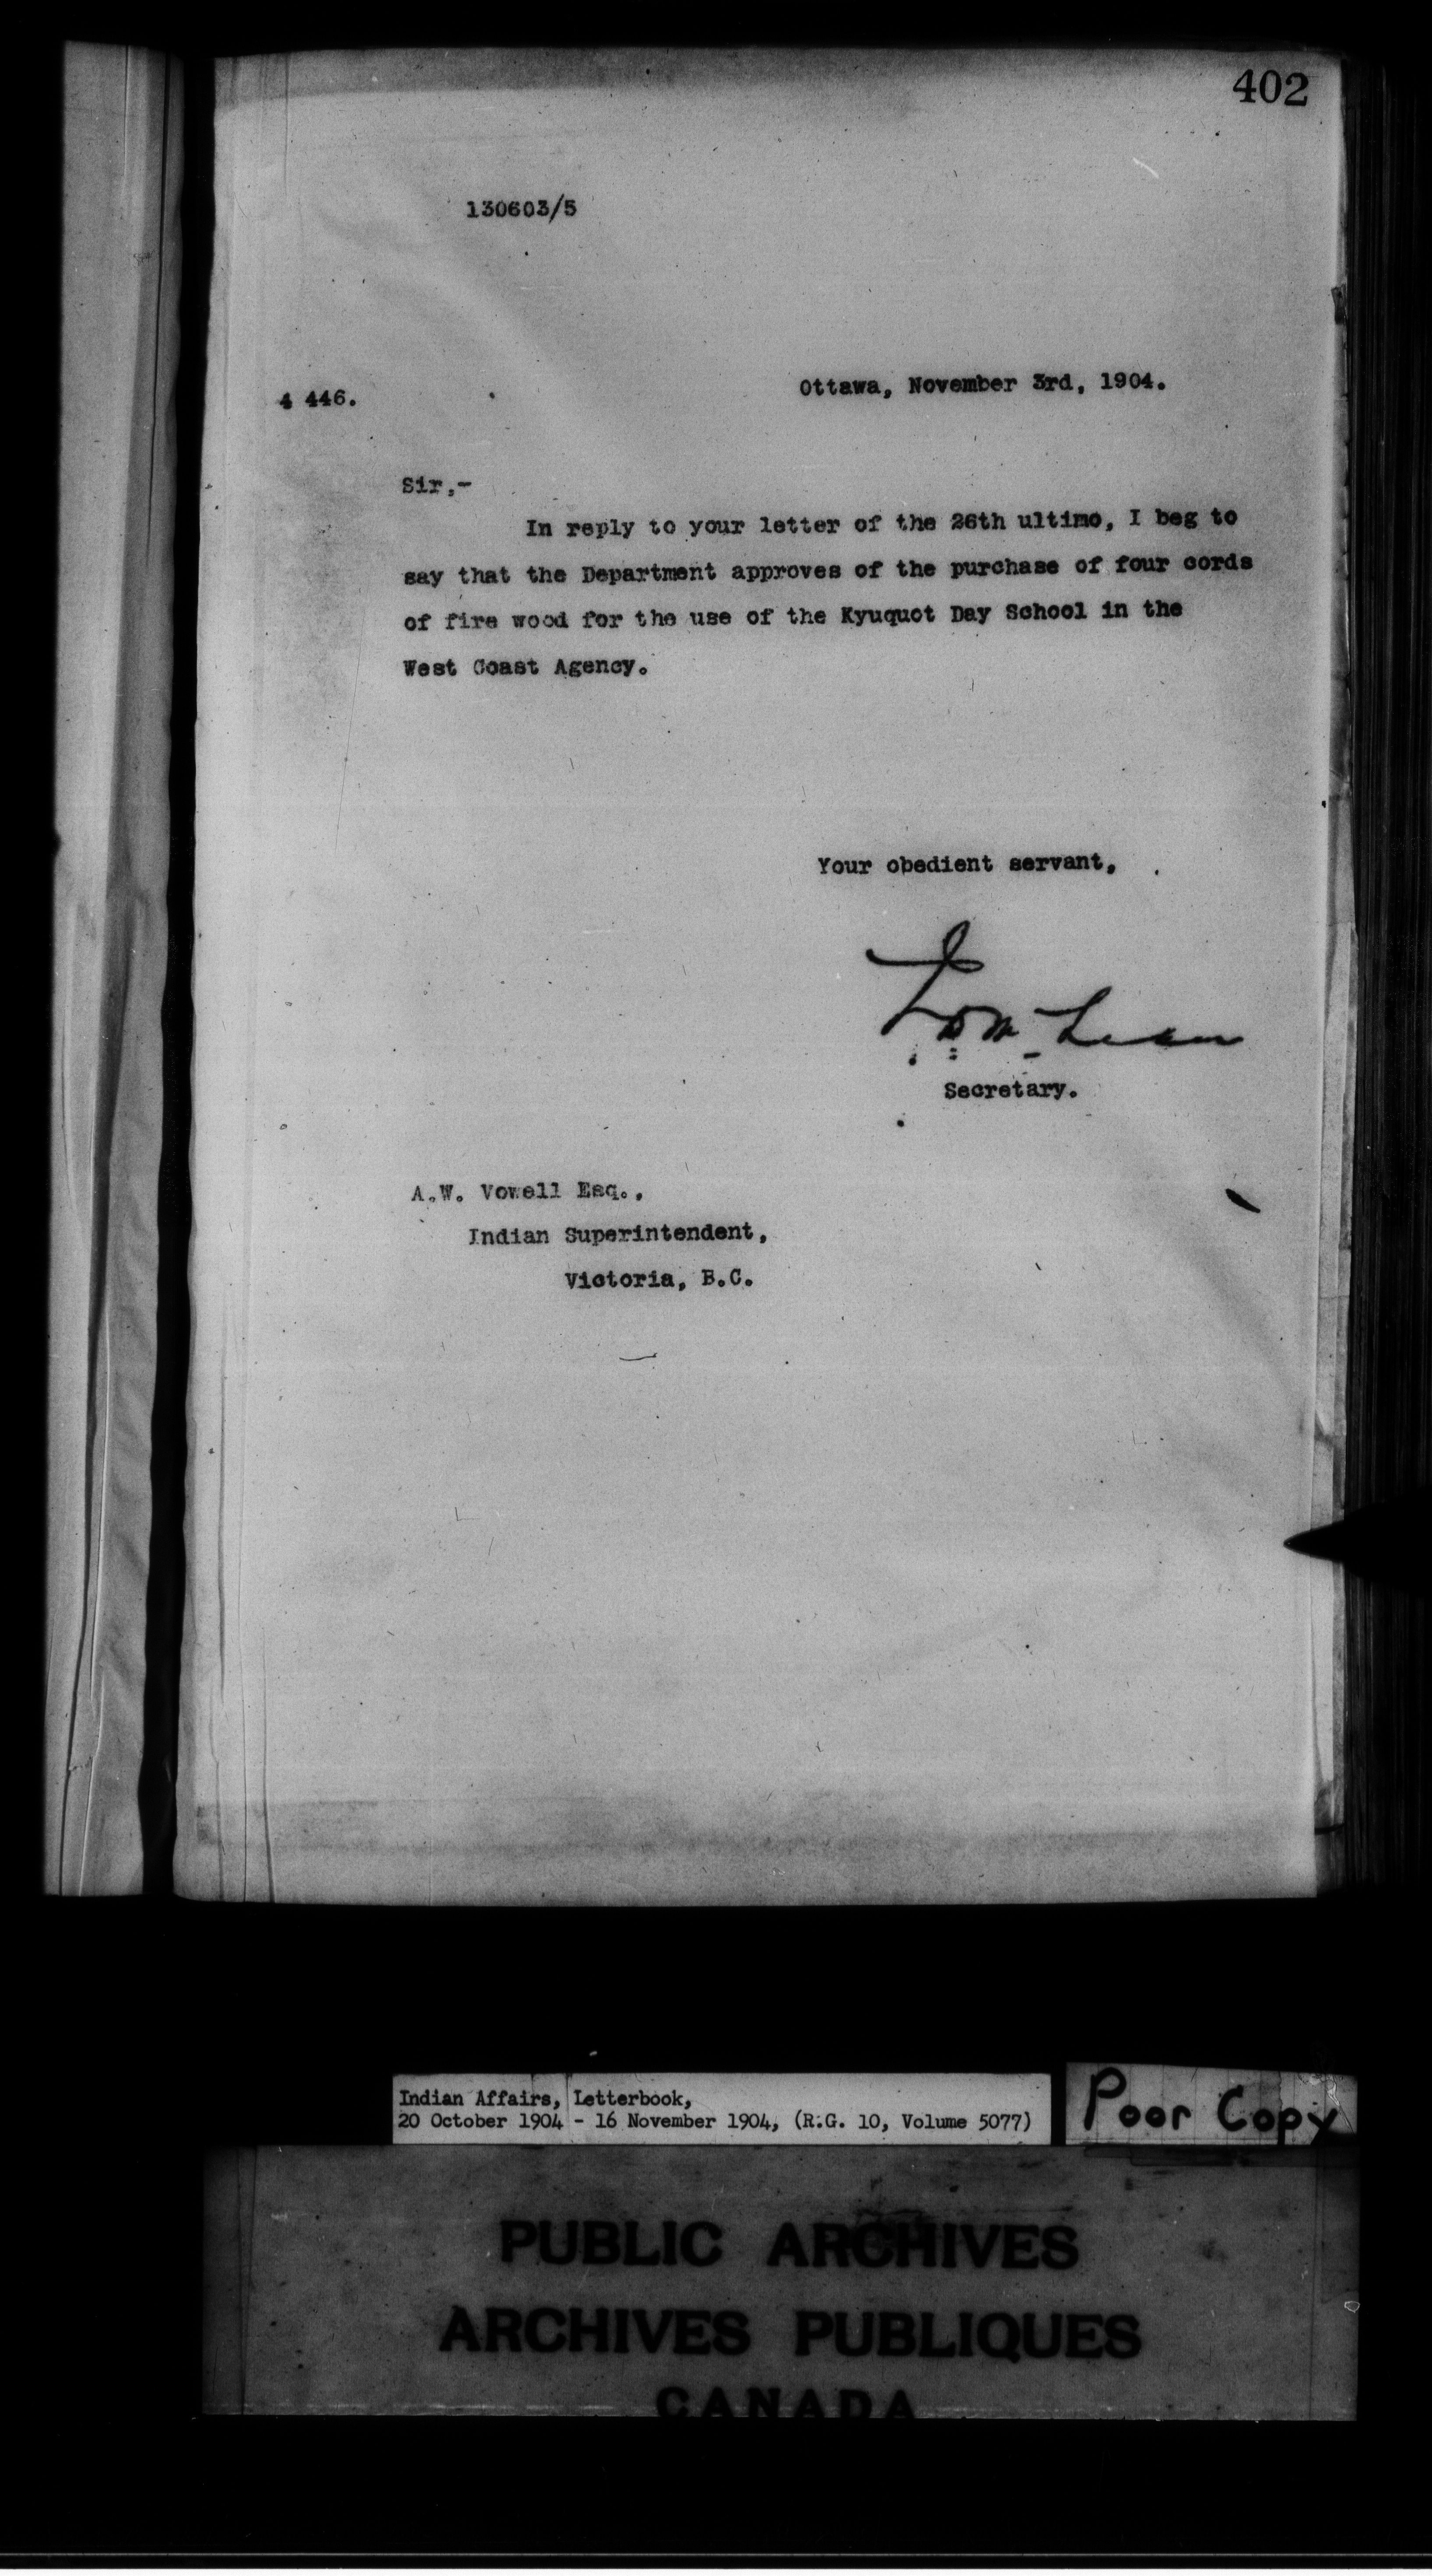 402
130603/5
4 446.
Ottawa, November 3rd, 1904.
Sir,-
In reply to your letter of the 26th ultimo, I beg to
say that the Department approves of the purchase of four cords
of fire wood for the use of the Kyuquot Day School in the
West Coast Agency.
Your obedient servant,
J. D. McLean
Secretary.
A.W. Vowell Esq.,
Indian Superintendent,
Victoria, B.C.
Indian Affairs, Letterbook,
20 October 1904 - 16 November 1904, (R.G. 10, Volume 5077)
Poor Copy
PUBLIC ARCHIVES
ARCHIVES PUBLIQUES
CANADA